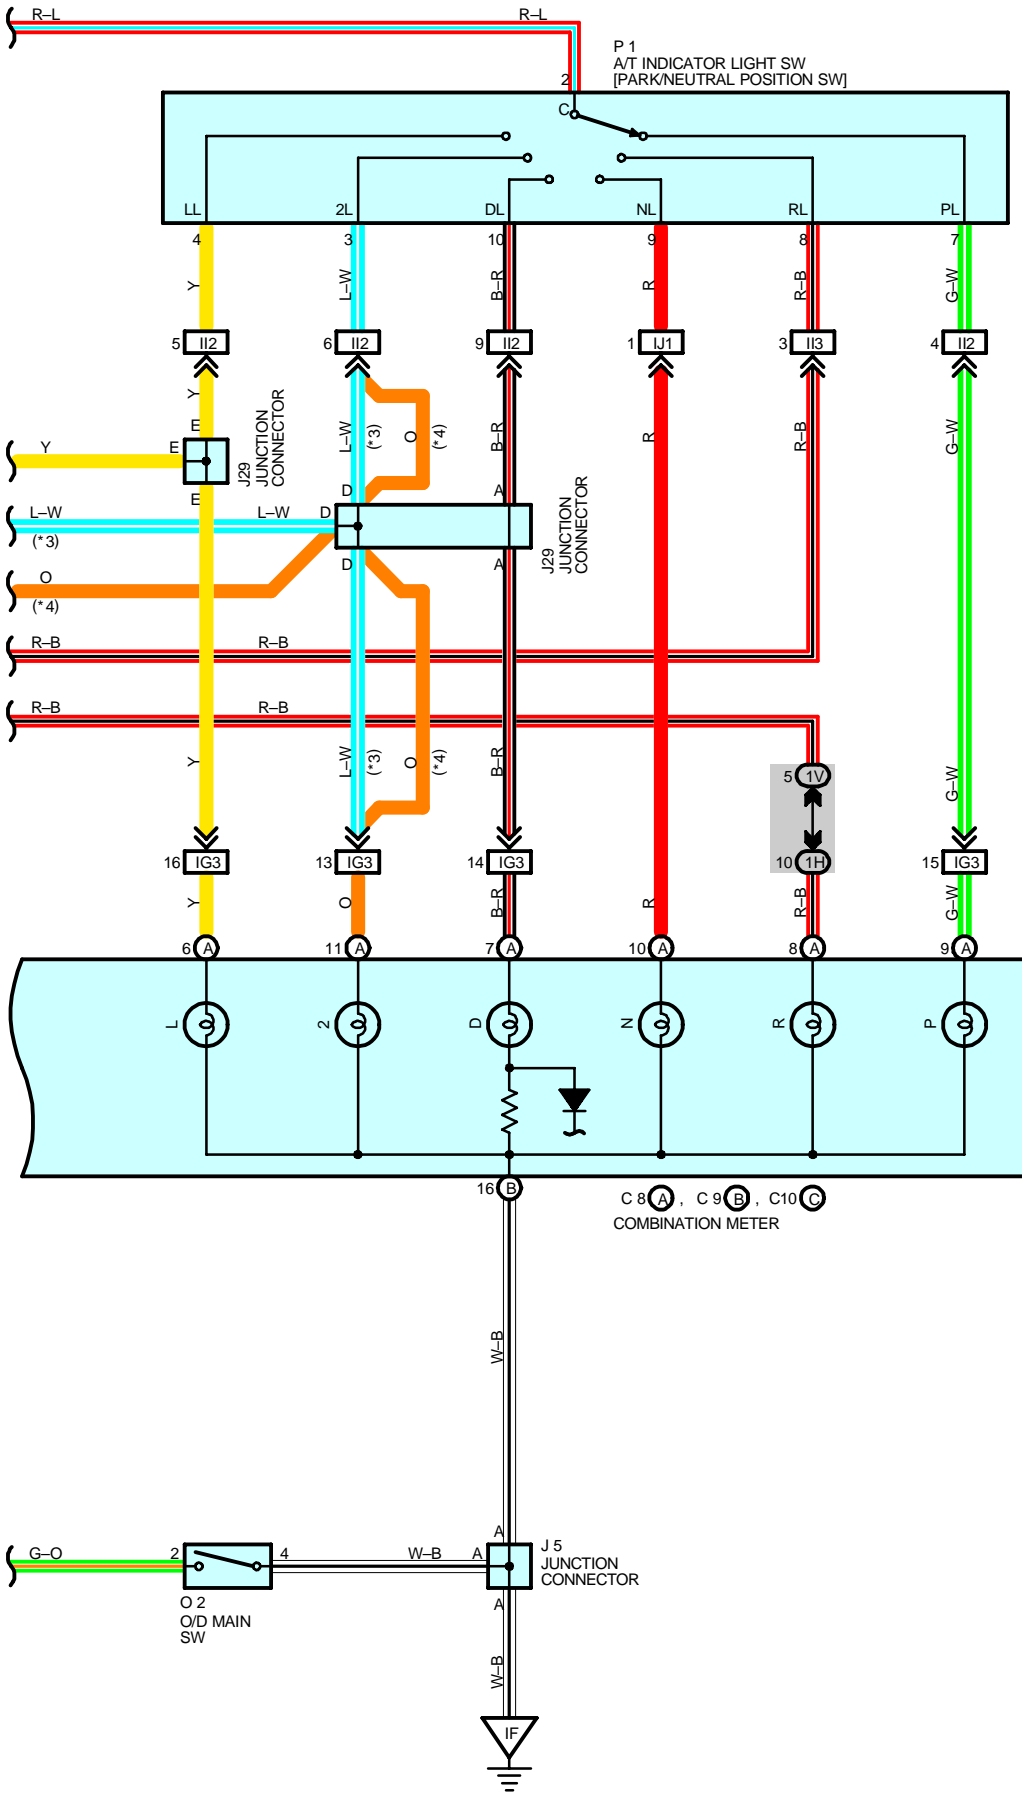 R–L R–L
P 1
A/T INDICATOR LIGHT SW
[PARK/NEUTRAL POSITION SW]
2
C
LL 2L DL NL RL PL
4 3 10 9 8 7
Y L–W B–R R R–B G–W
5 II2 6 II2 9 II2 1 IJ1 3 II3 4 II2
Y L–W (*3) O (*4) B–R R R–B G–W
E
Y E
J29
JUNCTION
CONNECTOR
E
D A
L–W L–W D
(*3)
J29
JUNCTION
CONNECTOR
D A
O
(*4)
R–B R–B
R–B R–B
Y L–W (*3) O (*4) B–R G–W
5 1V
16 IG3 13 IG3 14 IG3 10 1H 15 IG3
Y O B–R R R–B G–W
6 A 11 A 7 A 10 A 8 A 9 A
L 2 D N R P
16 B
C 8 A , C 9 B , C10 C
COMBINATION METER
W–B
A
J 5
JUNCTION
CONNECTOR
G–O 2 4 W–B A
O 2
O/D MAIN
SW
A
W–B
IF